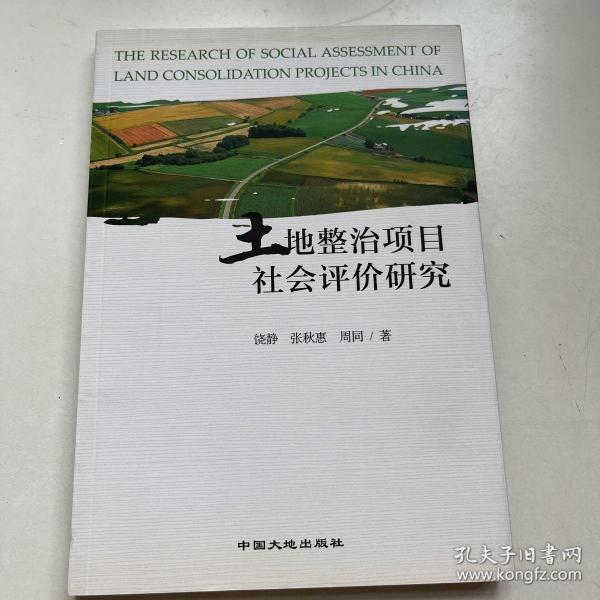 THE RESEARCH OF SOCIAL ASSESSMENT OF
LAND CONSOLIDATION PROJECTS IN CHINA
土地整治项目
社会评价研究
饶静 张秋惠 周同 / 著
中国大地出版社
孔夫子旧书网
www.kongfz.com